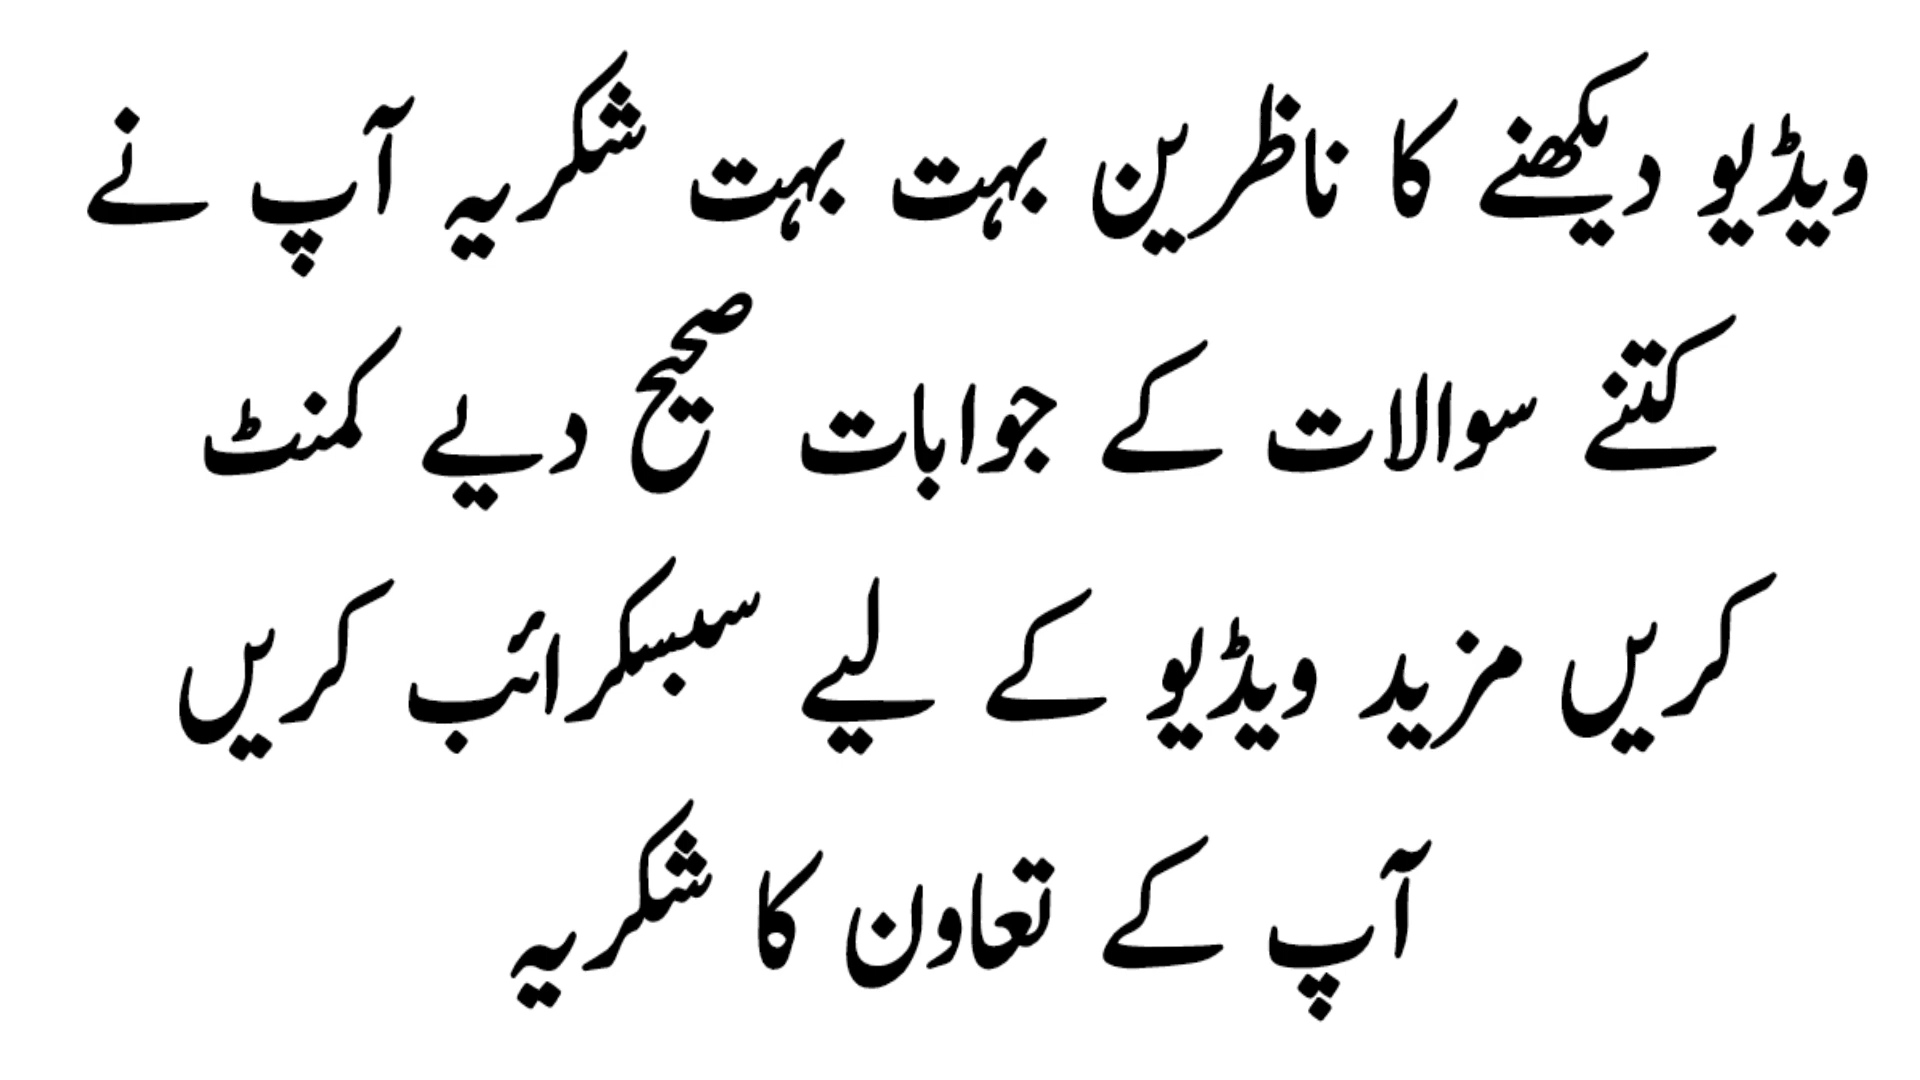 ویڈیو دیکھنے کا ناظرین بہت بہت شکریہ آپ نے
کتنے سوالات کے جوابات صحیح دیے کمنٹ
کریں مزید ویڈیو کے لیے سبسکرائب کریں
آپ کے تعاون کا شکریہ